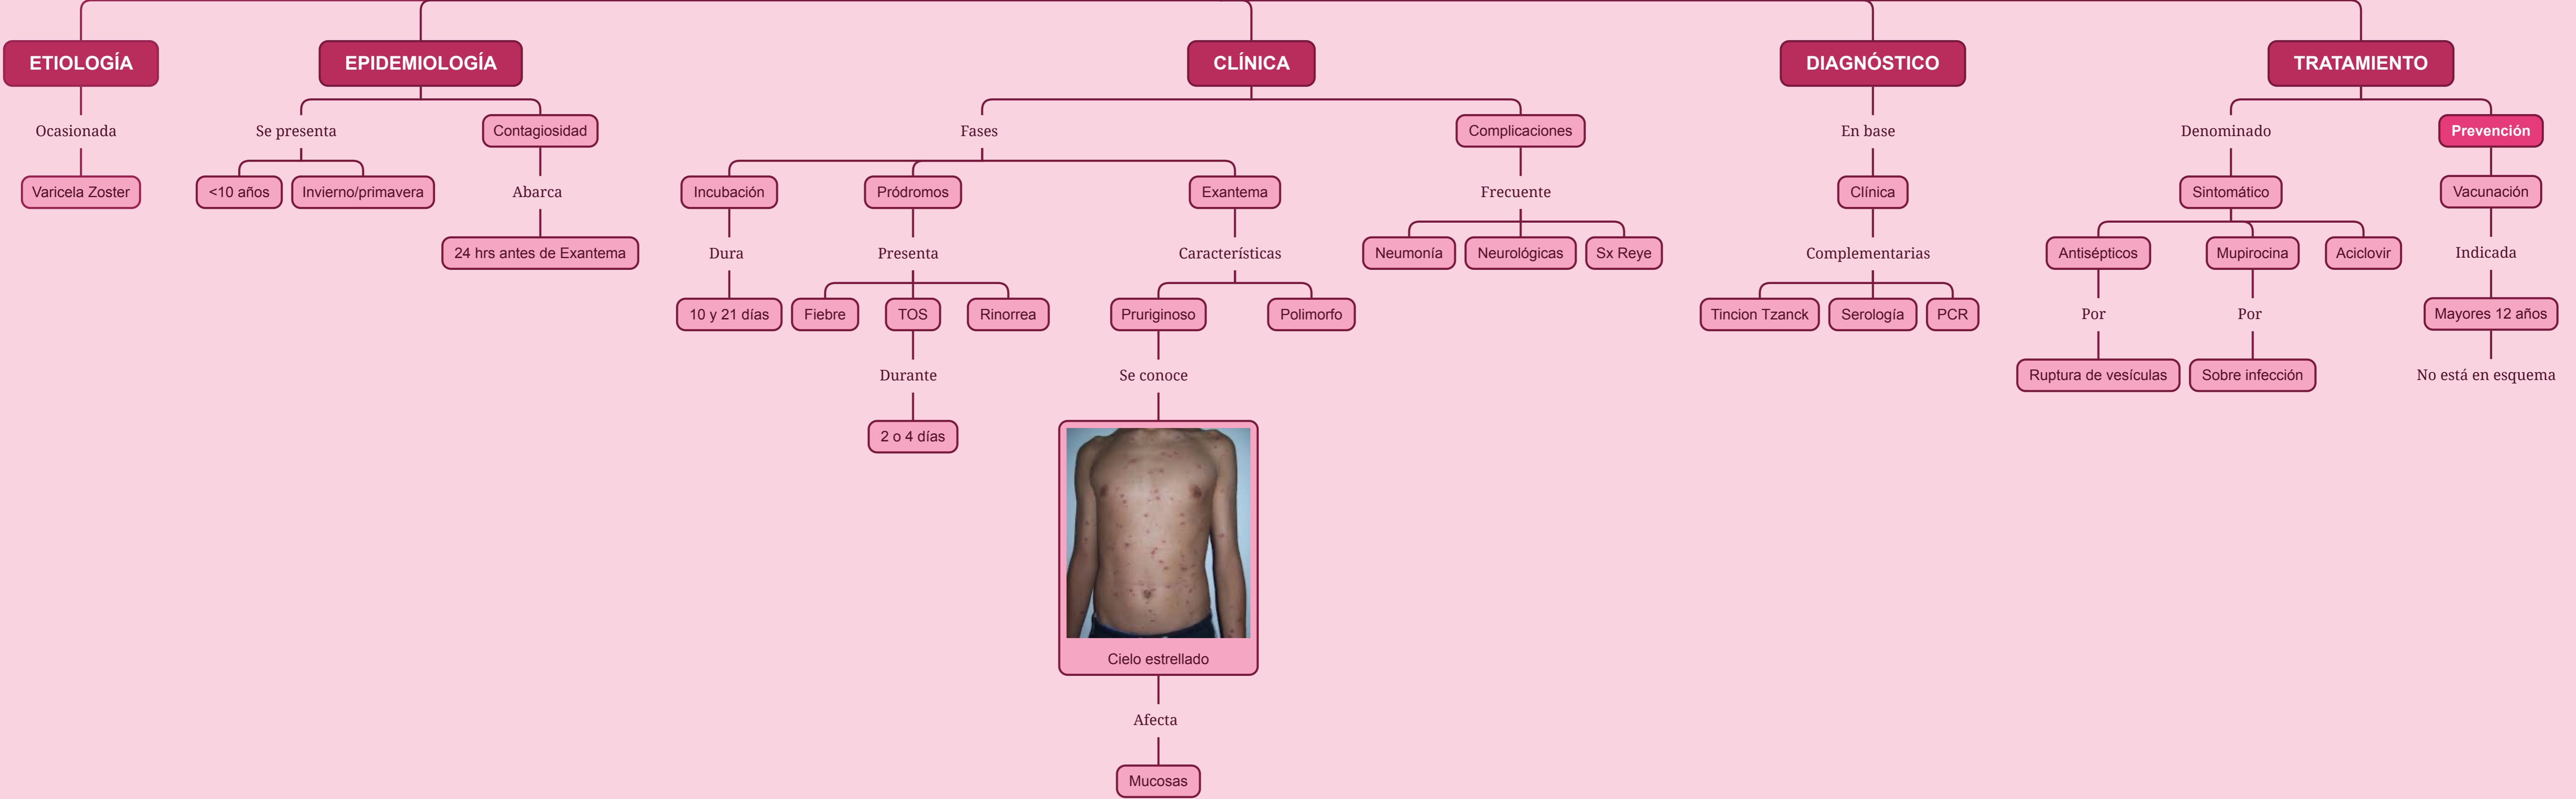 ETIOLOGÍA
Ocasionada
Varicela Zoster
EPIDEMIOLOGÍA
Se presenta
<10 años
Invierno/primavera
Contagiosidad
Abarca
24 hrs antes de Exantema
CLÍNICA
Fases
Incubación
Dura
10 y 21 días
Pródromos
Presenta
Fiebre
TOS
Rinorrea
Durante
2 o 4 días
Exantema
Características
Pruriginoso
Polimorfo
Se conoce
Cielo estrellado
Afecta
Mucosas
Complicaciones
Frecuente
Neumonía
Neurológicas
Sx Reye
DIAGNÓSTICO
En base
Clínica
Complementarias
Tincion Tzanck
Serología
PCR
TRATAMIENTO
Denominado
Sintomático
Antisépticos
Por
Ruptura de vesículas
Mupirocina
Por
Sobre infección
Aciclovir
Prevención
Vacunación
Indicada
Mayores 12 años
No está en esquema